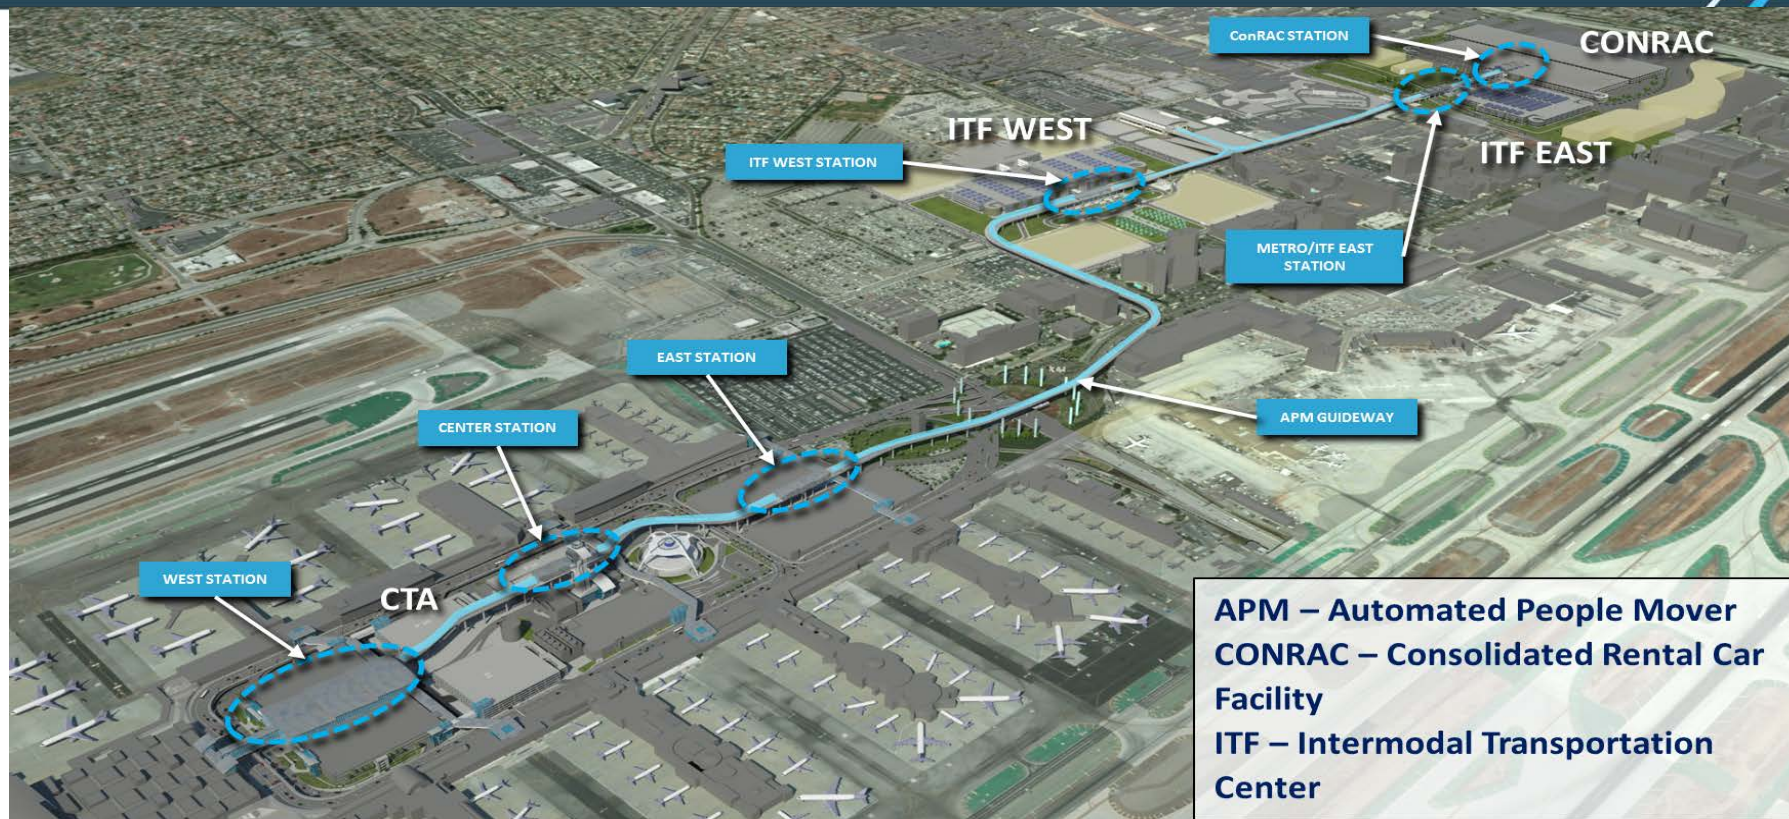 ConRAC STATION
CONRAC
ITF WEST
ITF WEST STATION
ITF EAST
METRO/ITF EAST
STATION
EAST STATION
APM GUIDEWAY
CENTER STATION
WEST STATION
CTA
APM – Automated People Mover
CONRAC – Consolidated Rental Car
Facility
ITF – Intermodal Transportation
Center